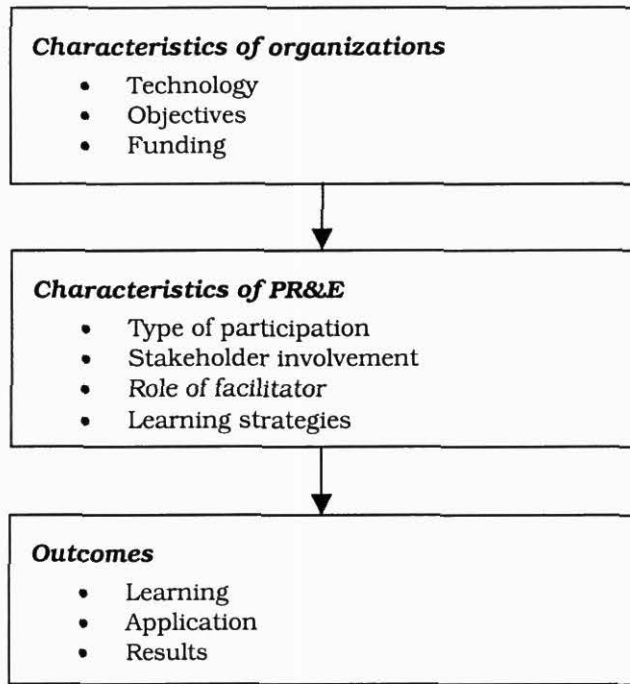 Characteristics of organizations
• Technology
• Objectives
• Funding
Characteristics of PR&E
• Type of participation
• Stakeholder involvement
• Role of facilitator
• Learning strategies
Outcomes
• Learning
• Application
• Results